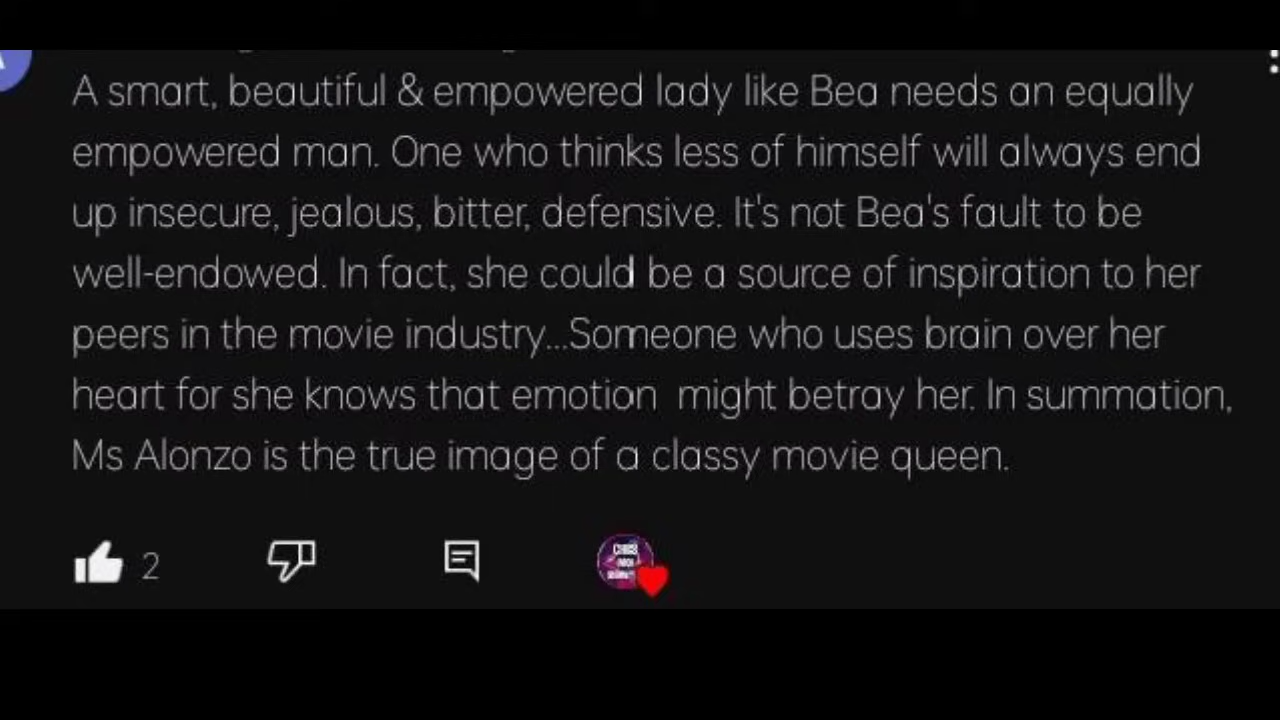 A smart, beautiful & empowered lady like Bea needs an equally
empowered man. One who thinks less of himself will always end
up insecure, jealous, bitter, defensive. It's not Bea's fault to be
well-endowed. In fact, she could be a source of inspiration to her
peers in the movie industry...Someone who uses brain over her
heart for she knows that emotion  might betray her. In summation,
Ms Alonzo is the true image of a classy movie queen.
2